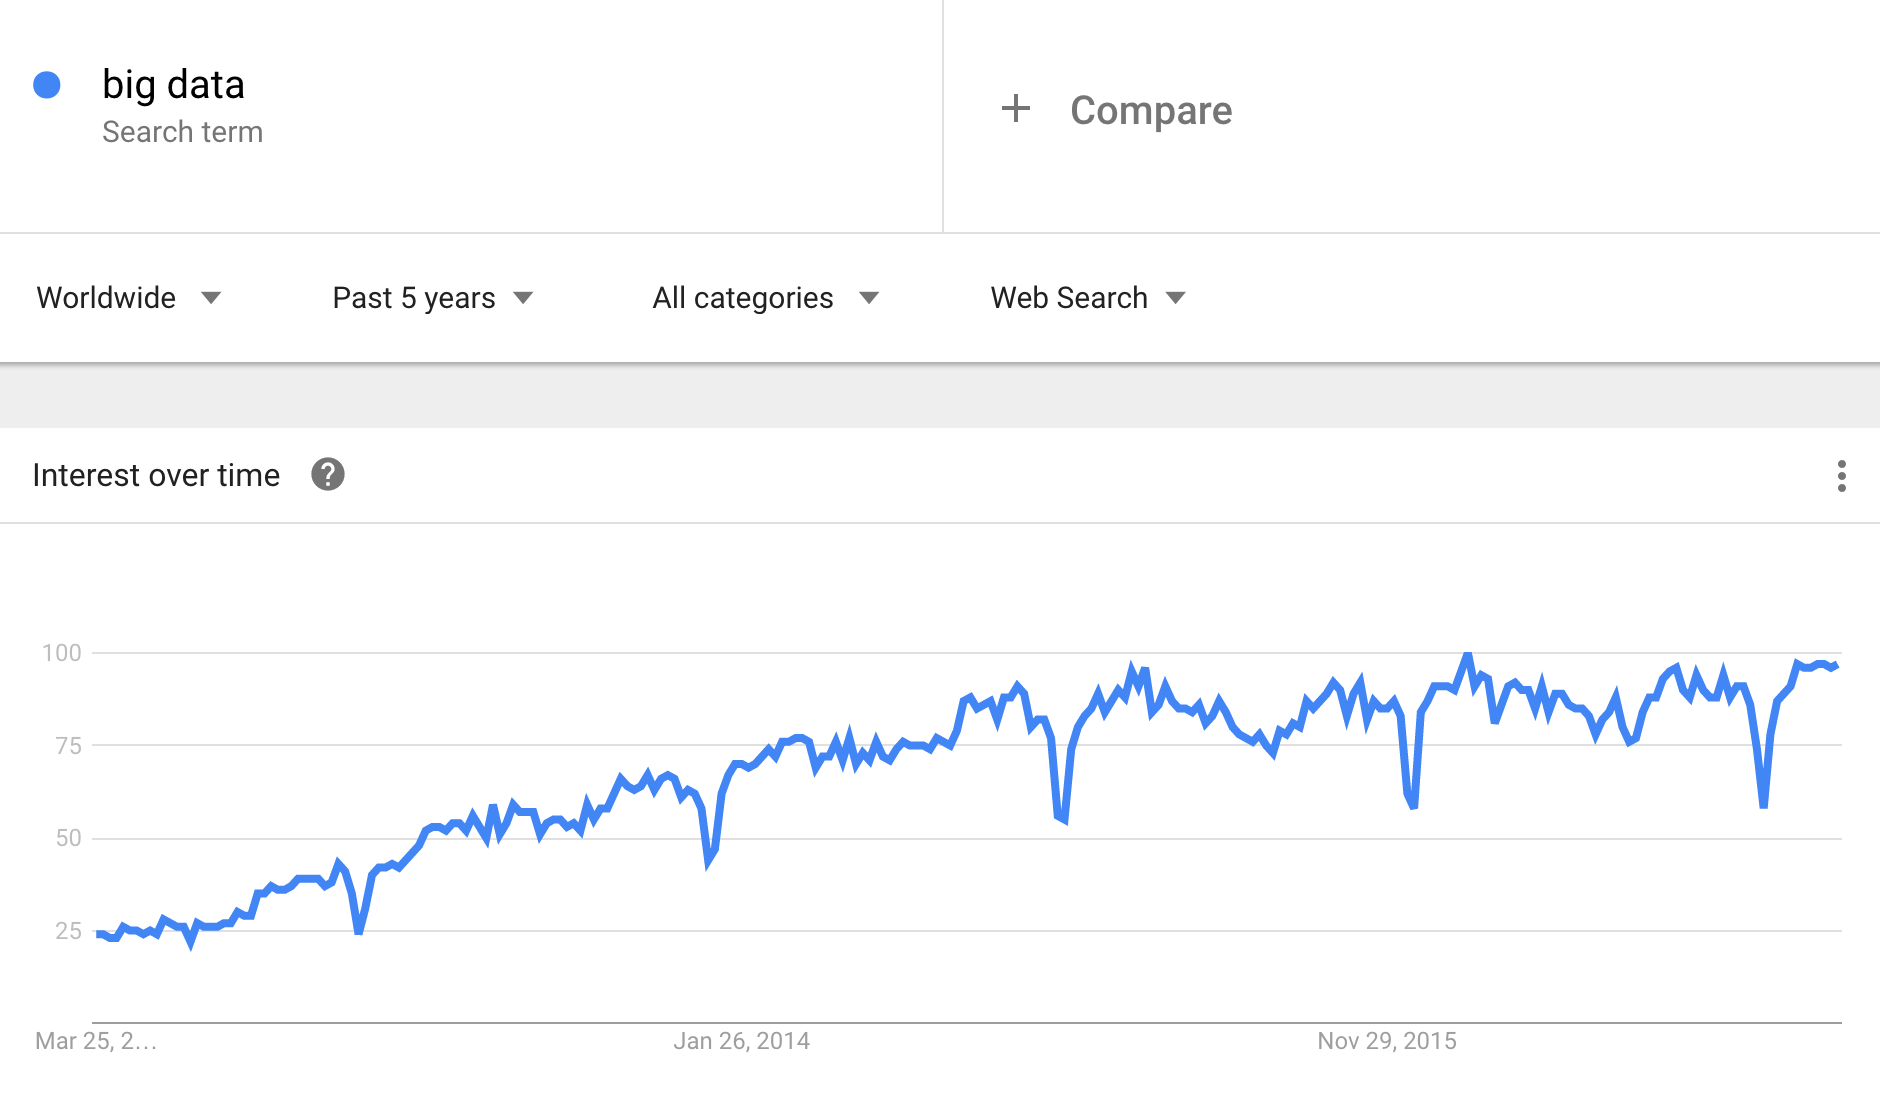 big data
Search term
+ Compare
Worldwide
Past 5 years
All categories
Web Search
Interest over time ?
100
75
50
25
Mar 25, 2…
Jan 26, 2014
Nov 29, 2015